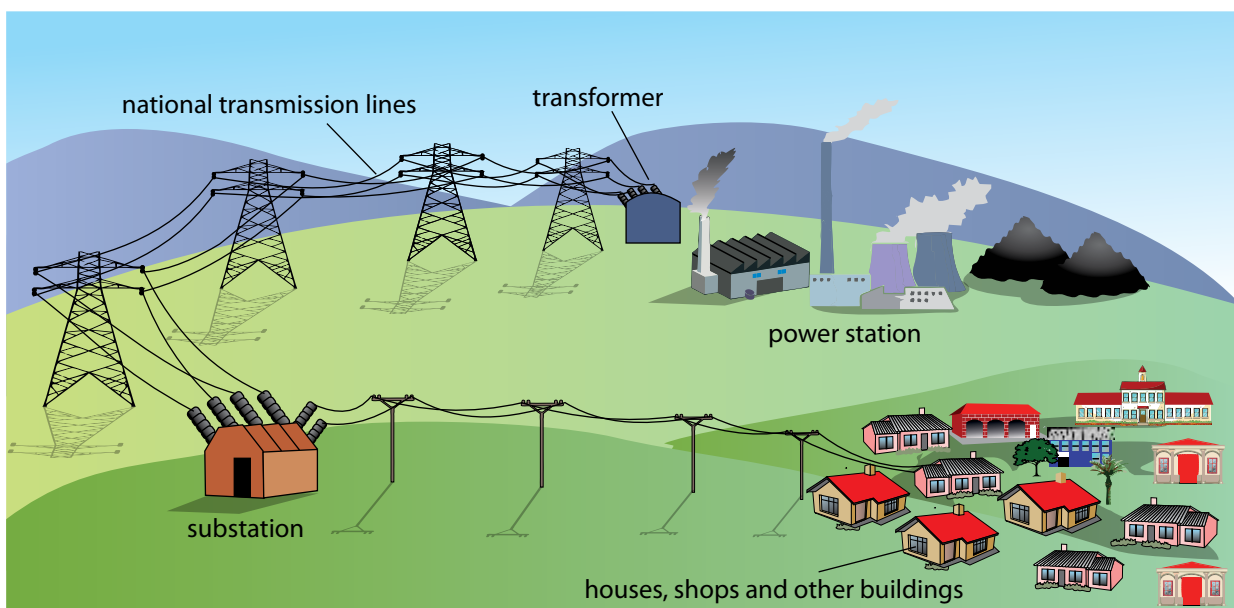 national transmission lines
transformer
power station
substation
houses, shops and other buildings